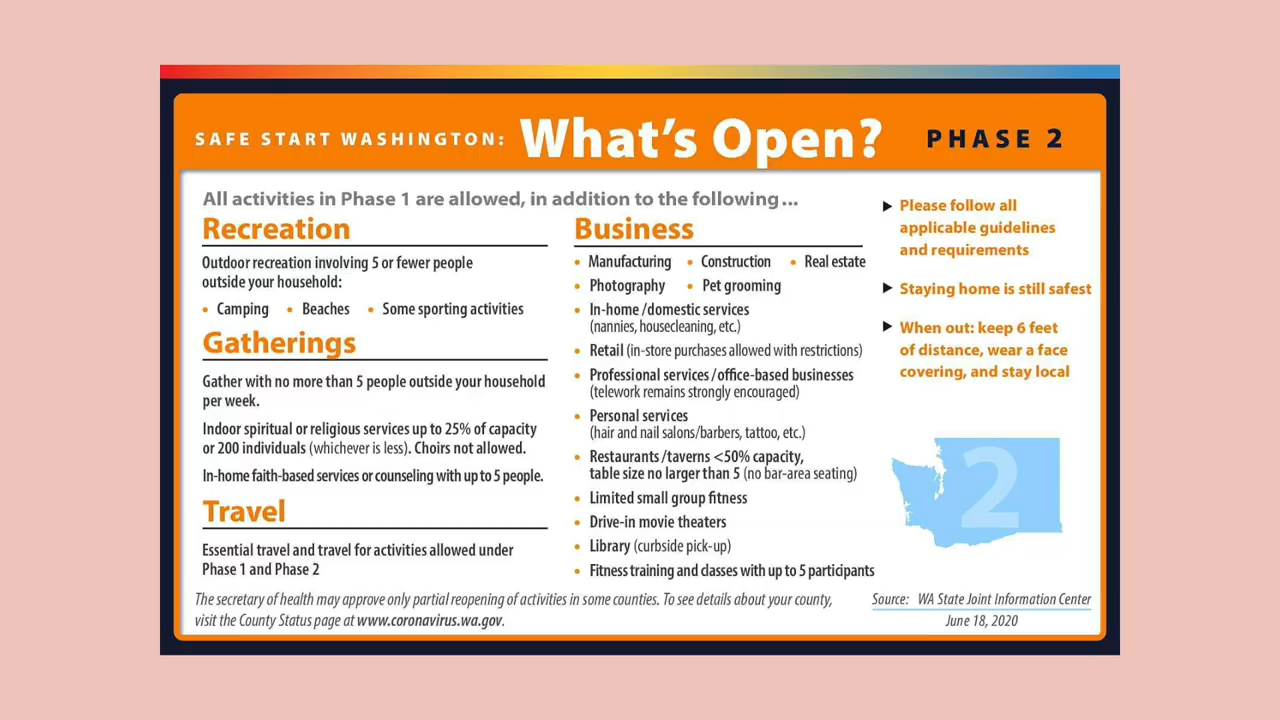 SAFE START WASHINGTON: What's Open? PHASE 2
All activities in Phase 1 are allowed, in addition to the following ...
Recreation
Outdoor recreation involving 5 or fewer people
outside your household:
• Camping • Beaches • Some sporting activities
Gatherings
Gather with no more than 5 people outside your household
per week.
Indoor spiritual or religious services up to 25% of capacity
or 200 individuals (whichever is less). Choirs not allowed.
In-home faith-based services or counseling with up to 5 people.
Travel
Essential travel and travel for activities allowed under
Phase 1 and Phase 2
Business
• Manufacturing • Construction • Real estate
• Photography • Pet grooming
• In-home /domestic services
(nannies, housecleaning, etc.)
• Retail (in-store purchases allowed with restrictions)
• Professional services / office-based businesses
(telework remains strongly encouraged)
• Personal services
(hair and nail salons/barbers, tattoo, etc.)
• Restaurants /taverns <50% capacity,
table size no larger than 5 (no bar-area seating)
• Limited small group fitness
• Drive-in movie theaters
• Library (curbside pick-up)
• Fitness training and classes with up to 5 participants
▶ Please follow all
applicable guidelines
and requirements
▶ Staying home is still safest
▶ When out: keep 6 feet
of distance, wear a face
covering, and stay local
2
The secretary of health may approve only partial reopening of activities in some counties. To see details about your county,
visit the County Status page at www.coronavirus.wa.gov.
Source: WA State Joint Information Center
June 18, 2020